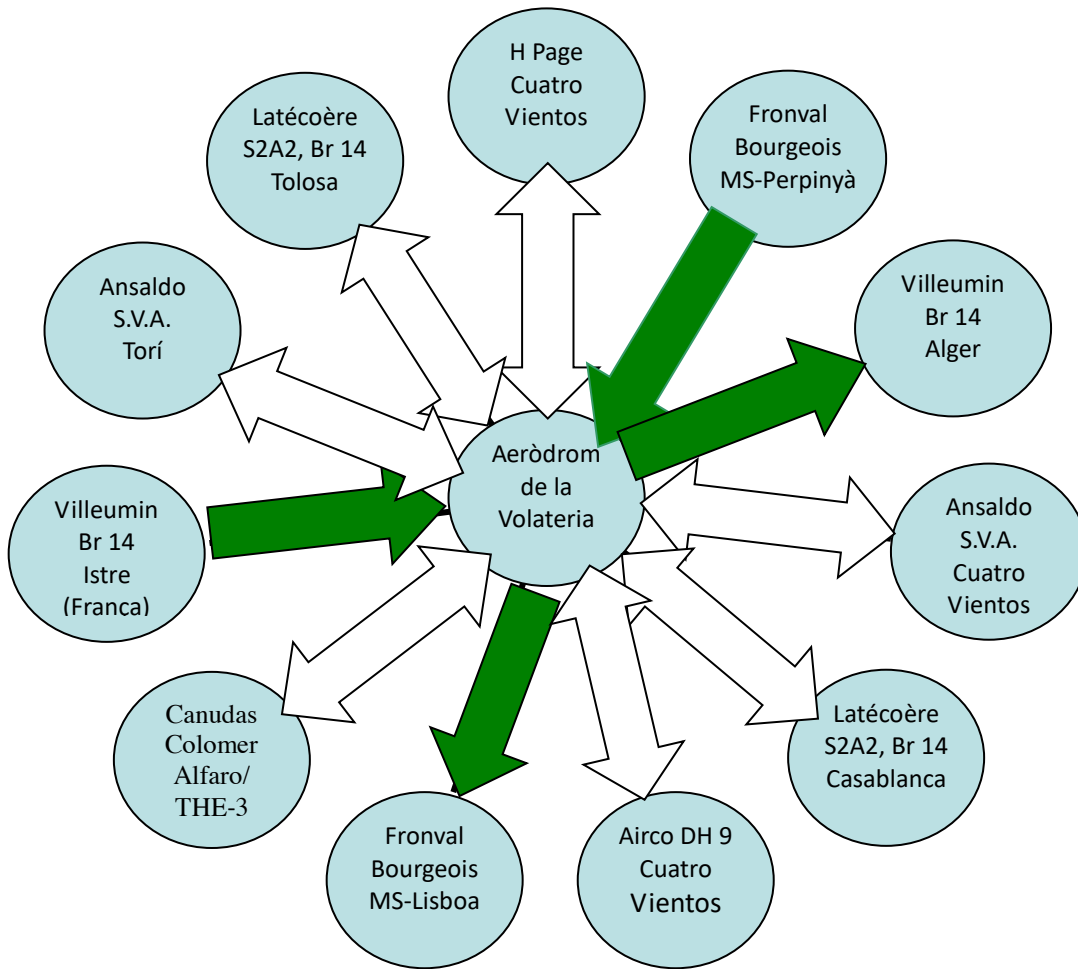 H Page
Cuatro
Vientos
Fronval
Bourgeois
MS-Perpinyà
Villeumin
Br 14
Alger
Ansaldo
S.V.A.
Cuatro
Vientos
Latécoère
S2A2, Br 14
Casablanca
Airco DH 9
Cuatro
Vientos
Fronval
Bourgeois
MS-Lisboa
Canudas
Colomer
Alfaro/
THE-3
Villeumin
Br 14
Istre
(Franca)
Ansaldo
S.V.A.
Torí
Latécoère
S2A2, Br 14
Tolosa
Aeròdrom
de la
Volateria